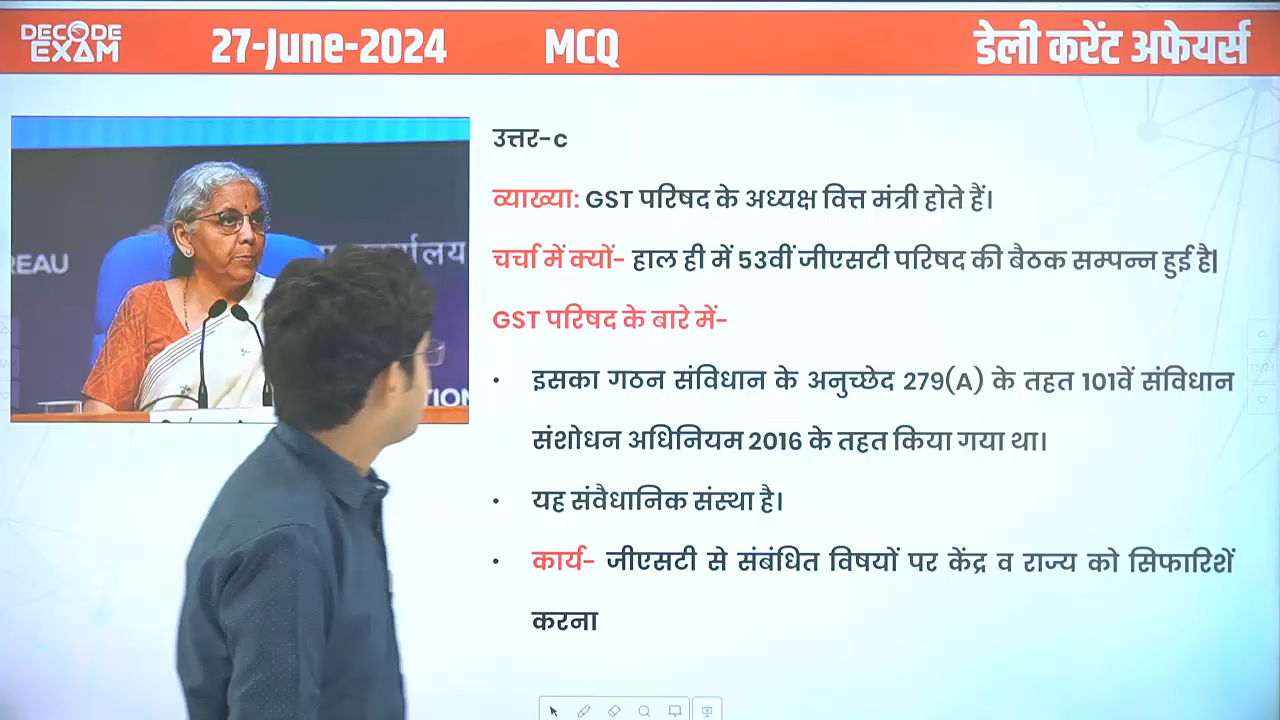 DECODE EXAM
27-June-2024
MCQ
डेली करेंट अफेयर्स
उत्तर-c
व्याख्या: GST परिषद के अध्यक्ष वित्त मंत्री होते हैं।
चर्चा में क्यों- हाल ही में 53वीं जीएसटी परिषद की बैठक सम्पन्न हुई है|
GST परिषद के बारे में-
• इसका गठन संविधान के अनुच्छेद 279(A) के तहत 101वें संविधान
संशोधन अधिनियम 2016 के तहत किया गया था।
• यह संवैधानिक संस्था है।
• कार्य- जीएसटी से संबंधित विषयों पर केंद्र व राज्य को सिफारिशें
करना
REAU